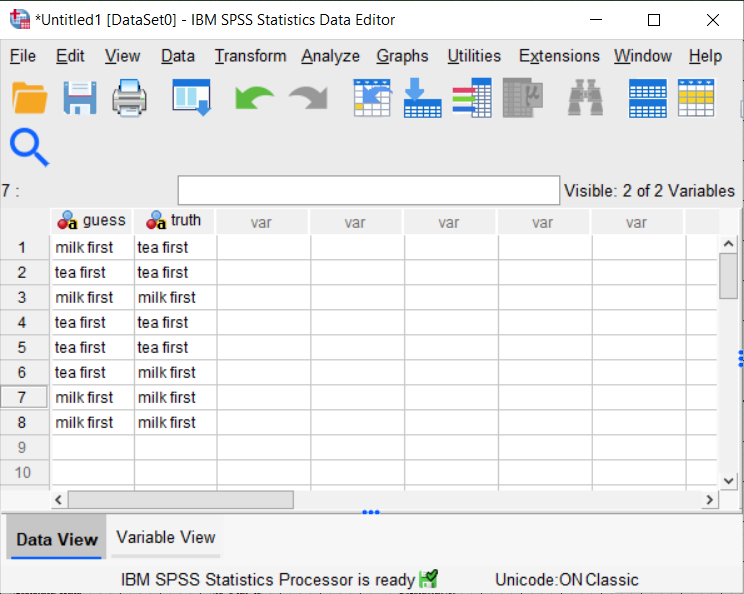 *Untitled1 [DataSet0] - IBM SPSS Statistics Data Editor
File Edit View Data Transform Analyze Graphs Utilities Extensions Window Help
7 : Visible: 2 of 2 Variables
guess truth var var var var var
1 milk first tea first
2 tea first tea first
3 milk first milk first
4 tea first tea first
5 tea first tea first
6 tea first milk first
7 milk first milk first
8 milk first milk first
9
10
Data View Variable View
IBM SPSS Statistics Processor is ready Unicode:ON Classic